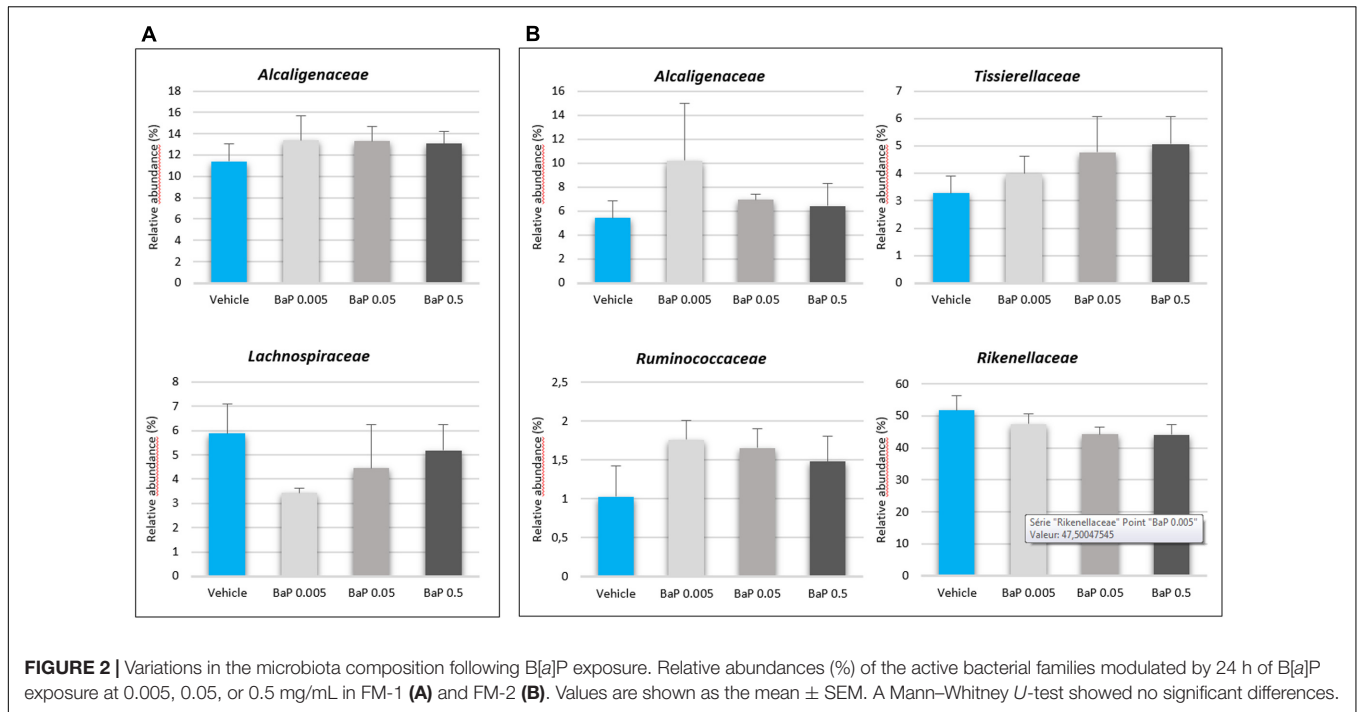 A
B
Alcaligenaceae
Relative abundance (%)
18
16
14
12
10
8
6
4
2
0
Vehicle BaP 0.005 BaP 0.05 BaP 0.5
Lachnospiraceae
Relative abundance (%)
8
7
6
5
4
3
2
1
0
Vehicle BaP 0.005 BaP 0.05 BaP 0.5
Alcaligenaceae
Relative abundance (%)
16
14
12
10
8
6
4
2
0
Vehicle BaP 0.005 BaP 0.05 BaP 0.5
Tissierellaceae
Relative abundance (%)
7
6
5
4
3
2
1
0
Vehicle BaP 0.005 BaP 0.05 BaP 0.5
Ruminococcaceae
Relative abundance (%)
2,5
2
1,5
1
0,5
0
Vehicle BaP 0.005 BaP 0.05 BaP 0.5
Rikenellaceae
Relative abundance (%)
60
50
40
30
20
10
0
Série "Rikenellaceae" Point "BaP 0.005"
Valeur: 47,50047545
Vehicle BaP 0.005 BaP 0.05 BaP 0.5
FIGURE 2 | Variations in the microbiota composition following B[a]P exposure. Relative abundances (%) of the active bacterial families modulated by 24 h of B[a]P
exposure at 0.005, 0.05, or 0.5 mg/mL in FM-1 (A) and FM-2 (B). Values are shown as the mean ± SEM. A Mann–Whitney U-test showed no significant differences.